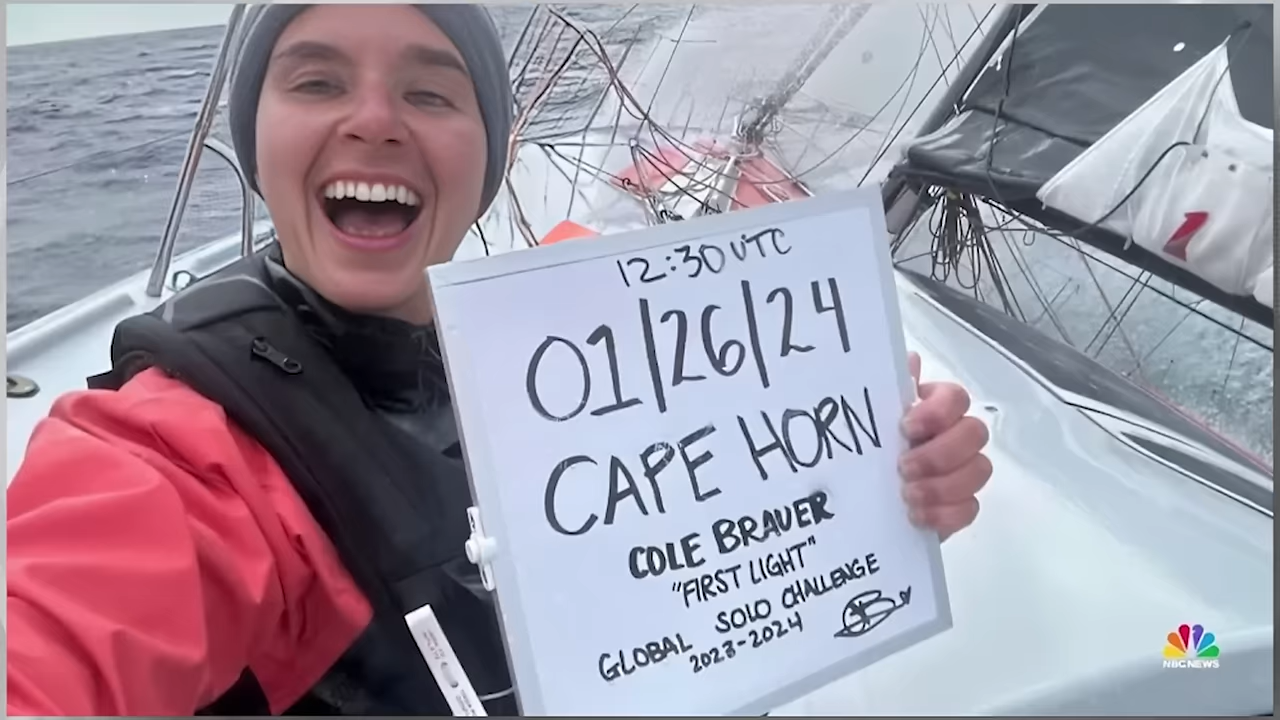 12:30 UTC
01/26/24
CAPE HORN
COLE BRAUER
"FIRST LIGHT"
GLOBAL SOLO CHALLENGE
2023-2024
NBC NEWS